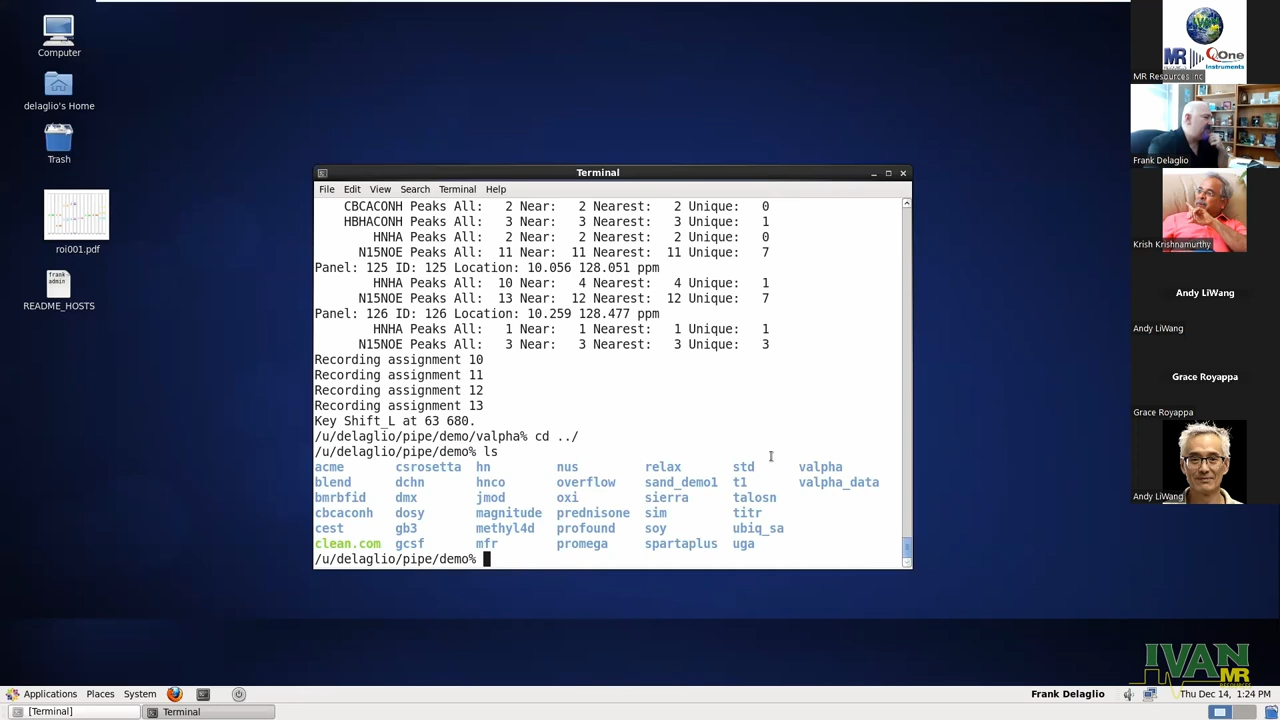 Computer
delaglio's Home
Trash
roi001.pdf
frank
admin
README_HOSTS
Terminal
File Edit View Search Terminal Help
CBCACONH Peaks All: 2 Near: 2 Nearest: 2 Unique: 0
HBHACONH Peaks All: 3 Near: 3 Nearest: 3 Unique: 1
HNHA Peaks All: 2 Near: 2 Nearest: 2 Unique: 0
N15NOE Peaks All: 11 Near: 11 Nearest: 11 Unique: 7
Panel: 125 ID: 125 Location: 10.056 128.051 ppm
HNHA Peaks All: 10 Near: 4 Nearest: 4 Unique: 1
N15NOE Peaks All: 13 Near: 12 Nearest: 12 Unique: 7
Panel: 126 ID: 126 Location: 10.259 128.477 ppm
HNHA Peaks All: 1 Near: 1 Nearest: 1 Unique: 1
N15NOE Peaks All: 3 Near: 3 Nearest: 3 Unique: 3
Recording assignment 10
Recording assignment 11
Recording assignment 12
Recording assignment 13
Key Shift_L at 63 680.
/u/delaglio/pipe/demo/valpha% cd ../
/u/delaglio/pipe/demo% ls
acme csrosetta hn nus relax std valpha
blend dchn hnco overflow sand_demo1 t1 valpha_data
bmrbfid dmx jmod oxi sierra talosn
cbcaconh dosy magnitude prednisone sim titr
cest gb3 methyl4d profound soy ubiq_sa
clean.com gcsf mfr promega spartaplus uga
/u/delaglio/pipe/demo%
MR QOne
Instruments
MR Resources Inc
Frank Delaglio
Krish Krishnamurthy
Andy LiWang
Andy LiWang
Grace Royappa
Grace Royappa
Andy LiWang
IVAN
MR
RESOURCES
Applications Places System
Frank Delaglio Thu Dec 14, 1:24 PM
[Terminal] Terminal